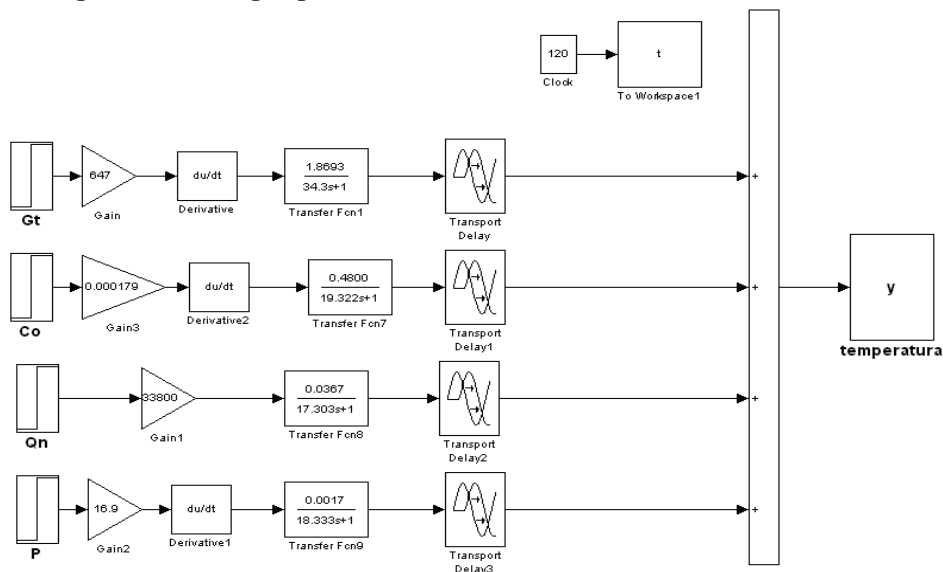 120
t
Clock
To Workspace1
647
du/dt
1.8693
34.3s+1
Gt
Gain
Derivative
Transfer Fcn1
Transport
Delay
+
0.000179
du/dt
0.4800
19.322s+1
Co
Gain3
Derivative2
Transfer Fcn7
Transport
Delay1
+
y
temperatura
33800
0.0367
17.303s+1
Qn
Gain1
Transfer Fcn8
Transport
Delay2
+
16.9
du/dt
0.0017
18.333s+1
P
Gain2
Derivative1
Transfer Fcn9
Transport
Delay3
+